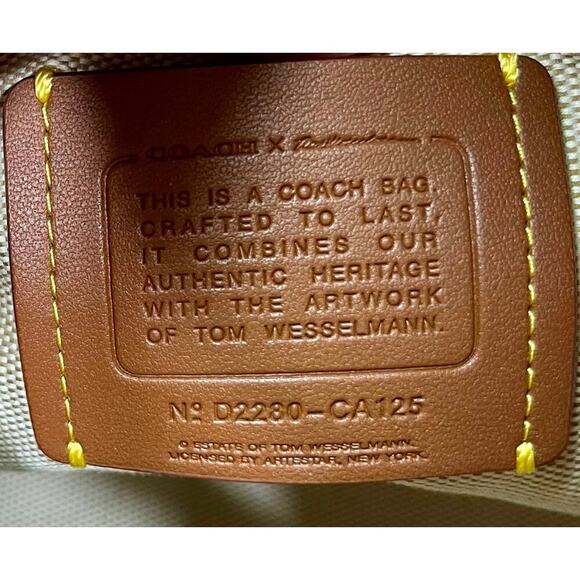 COACH X
THIS IS A COACH BAG.
CRAFTED TO LAST,
IT COMBINES OUR
AUTHENTIC HERITAGE
WITH THE ARTWORK
OF TOM WESSELMANN.
Nº D2280-CA125
© ESTATE OF TOM WESSELMANN.
LICENSED BY ARTESTAR, NEW YORK.